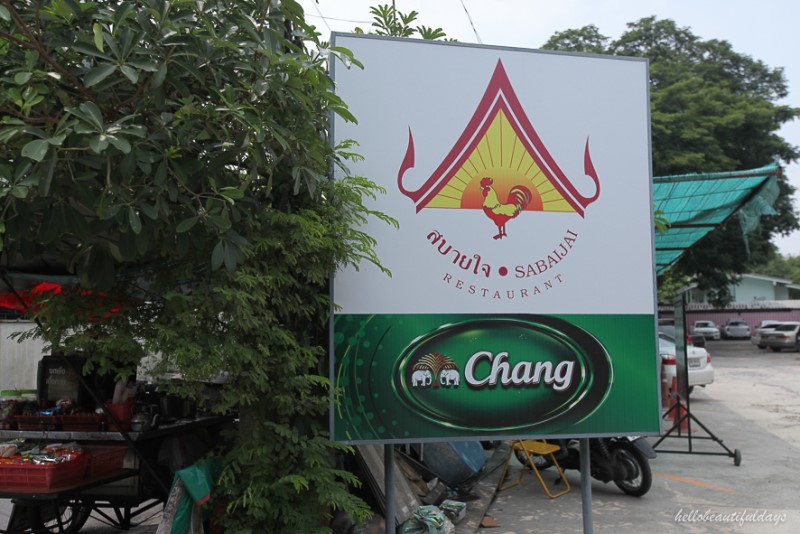 สบายใจ • SABAIJAI
RESTAURANT
Chang
hellobeautifuldays